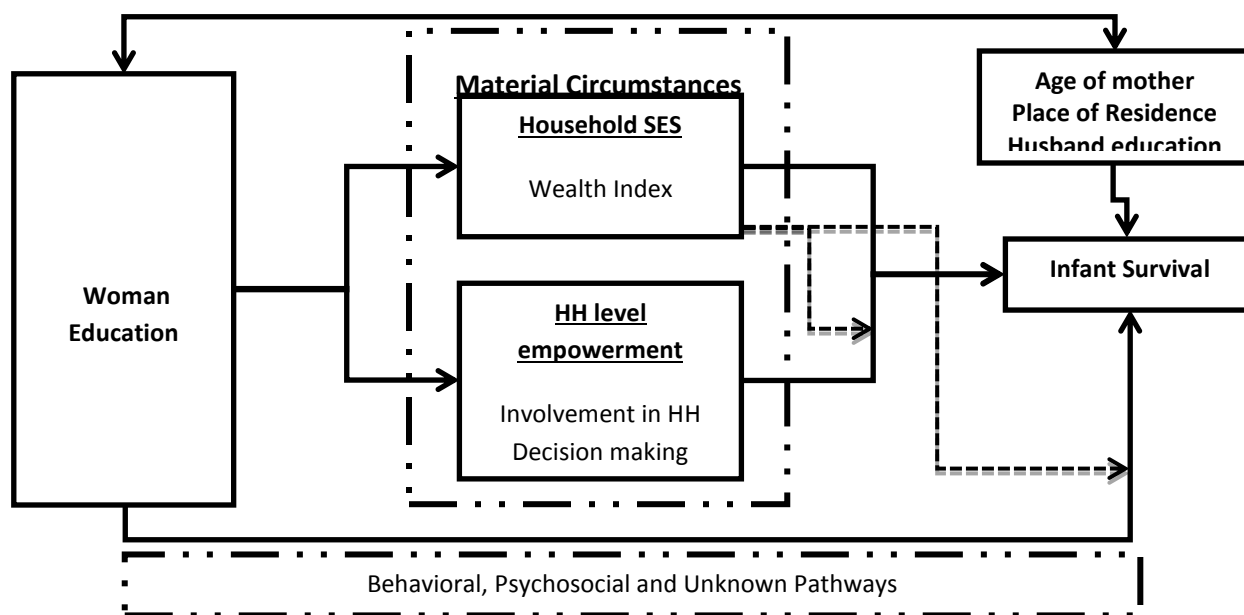 Woman
Education
Material Circumstances
Household SES
Wealth Index
HH level
empowerment
Involvement in HH
Decision making
Age of mother
Place of Residence
Husband education
Infant Survival
Behavioral, Psychosocial and Unknown Pathways